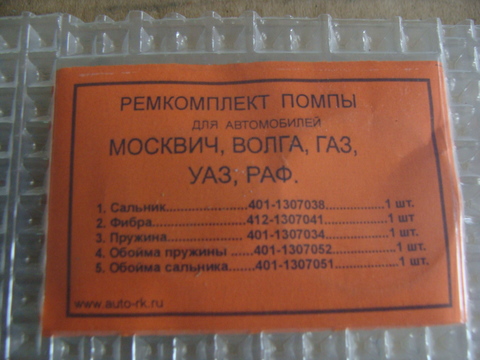 РЕМКОМПЛЕКТ ПОМПЫ
ДЛЯ АВТОМОБИЛЕЙ
МОСКВИЧ, ВОЛГА, ГАЗ,
УАЗ, РАФ.
1. Сальник....................401-1307038...............1 шт.
2. Фибра.......................412-1307041................1 шт
3. Пружина................... 401-1307034................1 шт.
4. Обойма пружины ......401-1307052................1 шт.
5. Обойма сальника.......401-1307051................1 шт.
www.auto-rk.ru